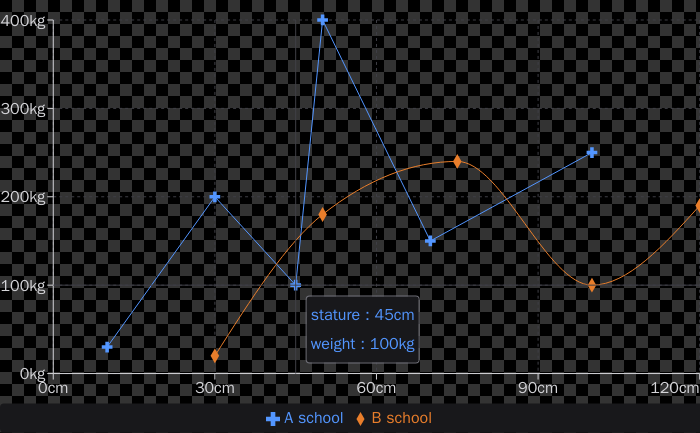 400kg
300kg
200kg
100kg
0kg
stature : 45cm
weight : 100kg
0cm 30cm 60cm 90cm 120cm
A school B school